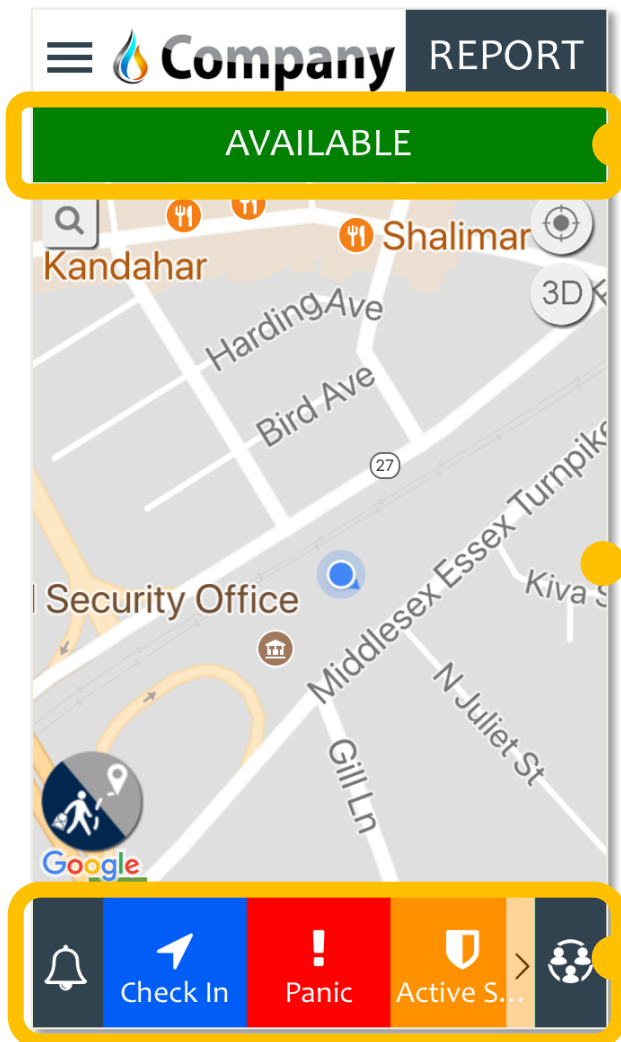 Company
REPORT
AVAILABLE
Shalimar
Kandahar
3D
Harding Ave
Bird Ave
27
Middlesex Essex Turnpike
Kiva S
Security Office
N Juliet St
Gill Ln
Google
Check In
Panic
Active S...